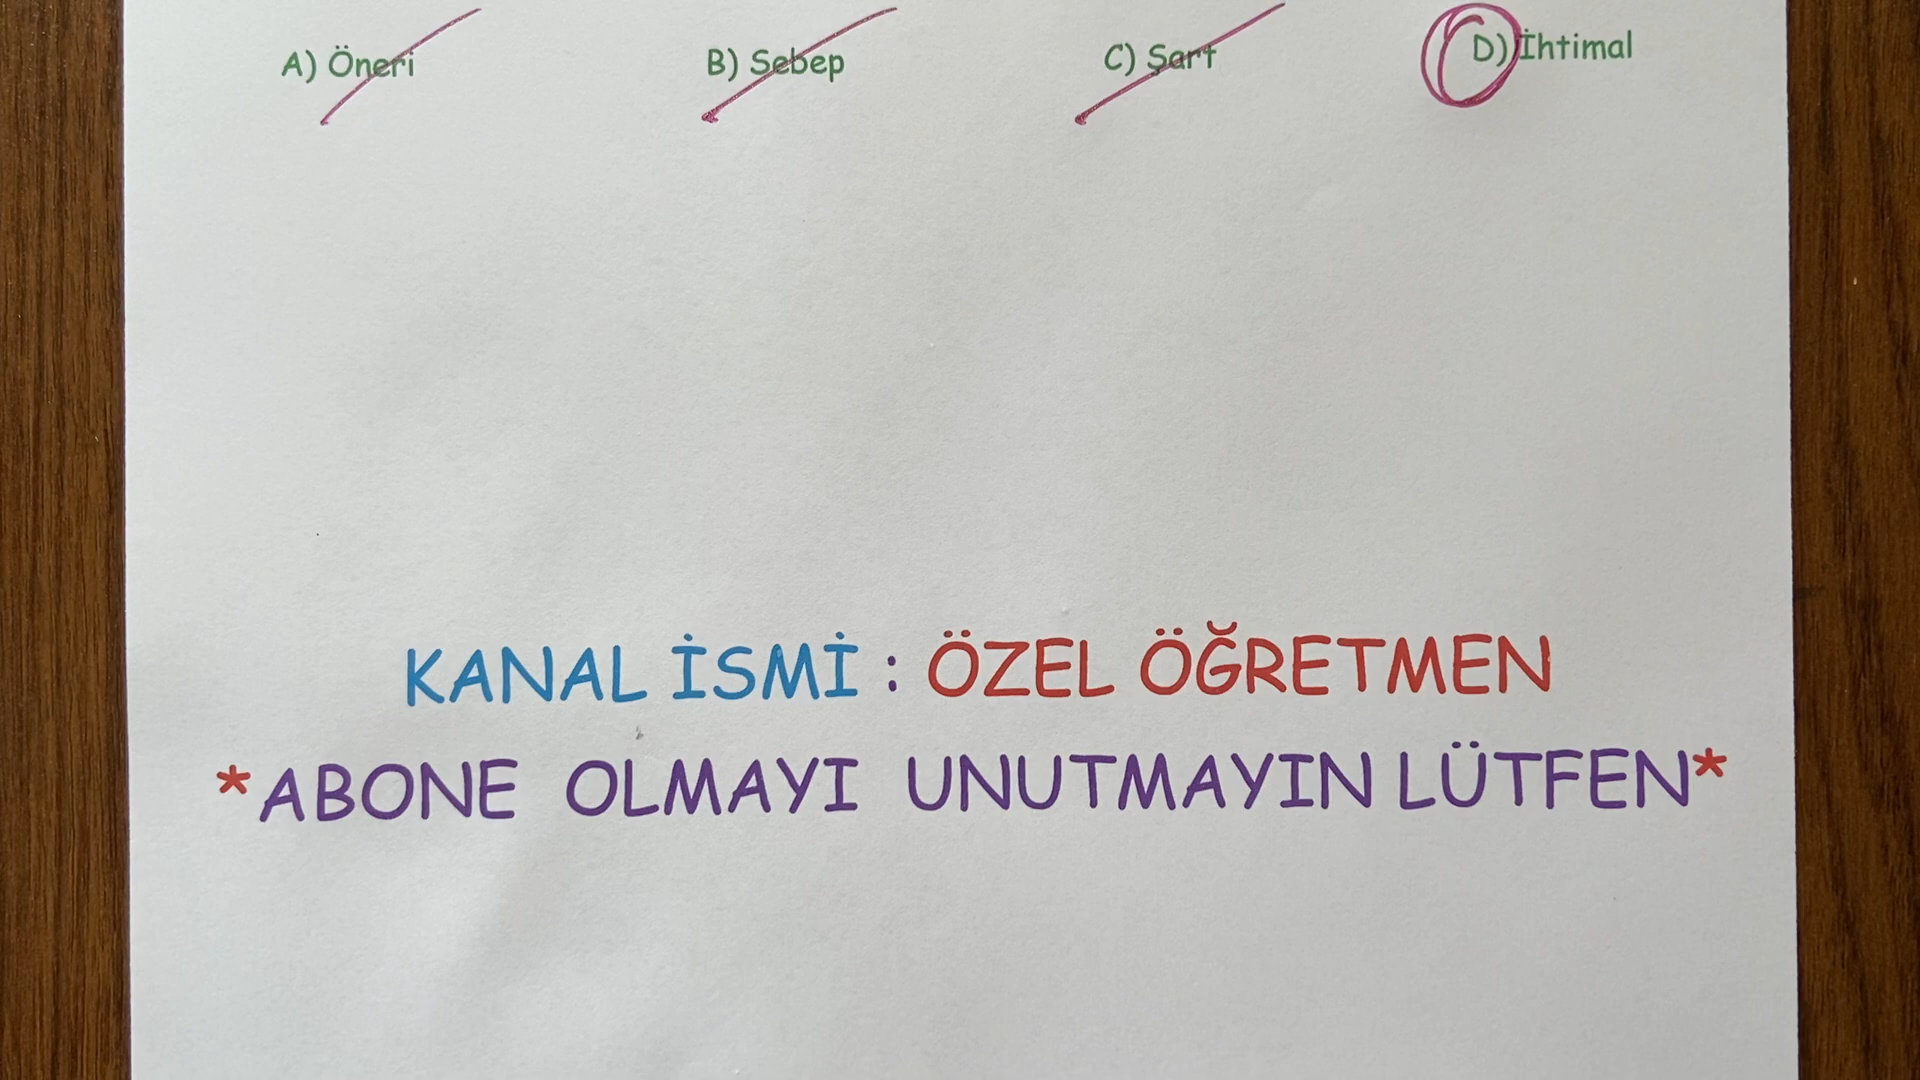 A) Öneri B) Sebep C) Şart D) İhtimal
KANAL İSMİ : ÖZEL ÖĞRETMEN
*ABONE OLMAYI UNUTMAYIN LÜTFEN*